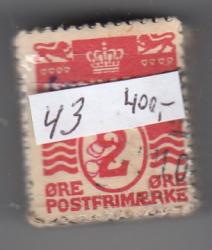 43 400,-
2
ØRE ØRE
POSTFRIMÆRKE